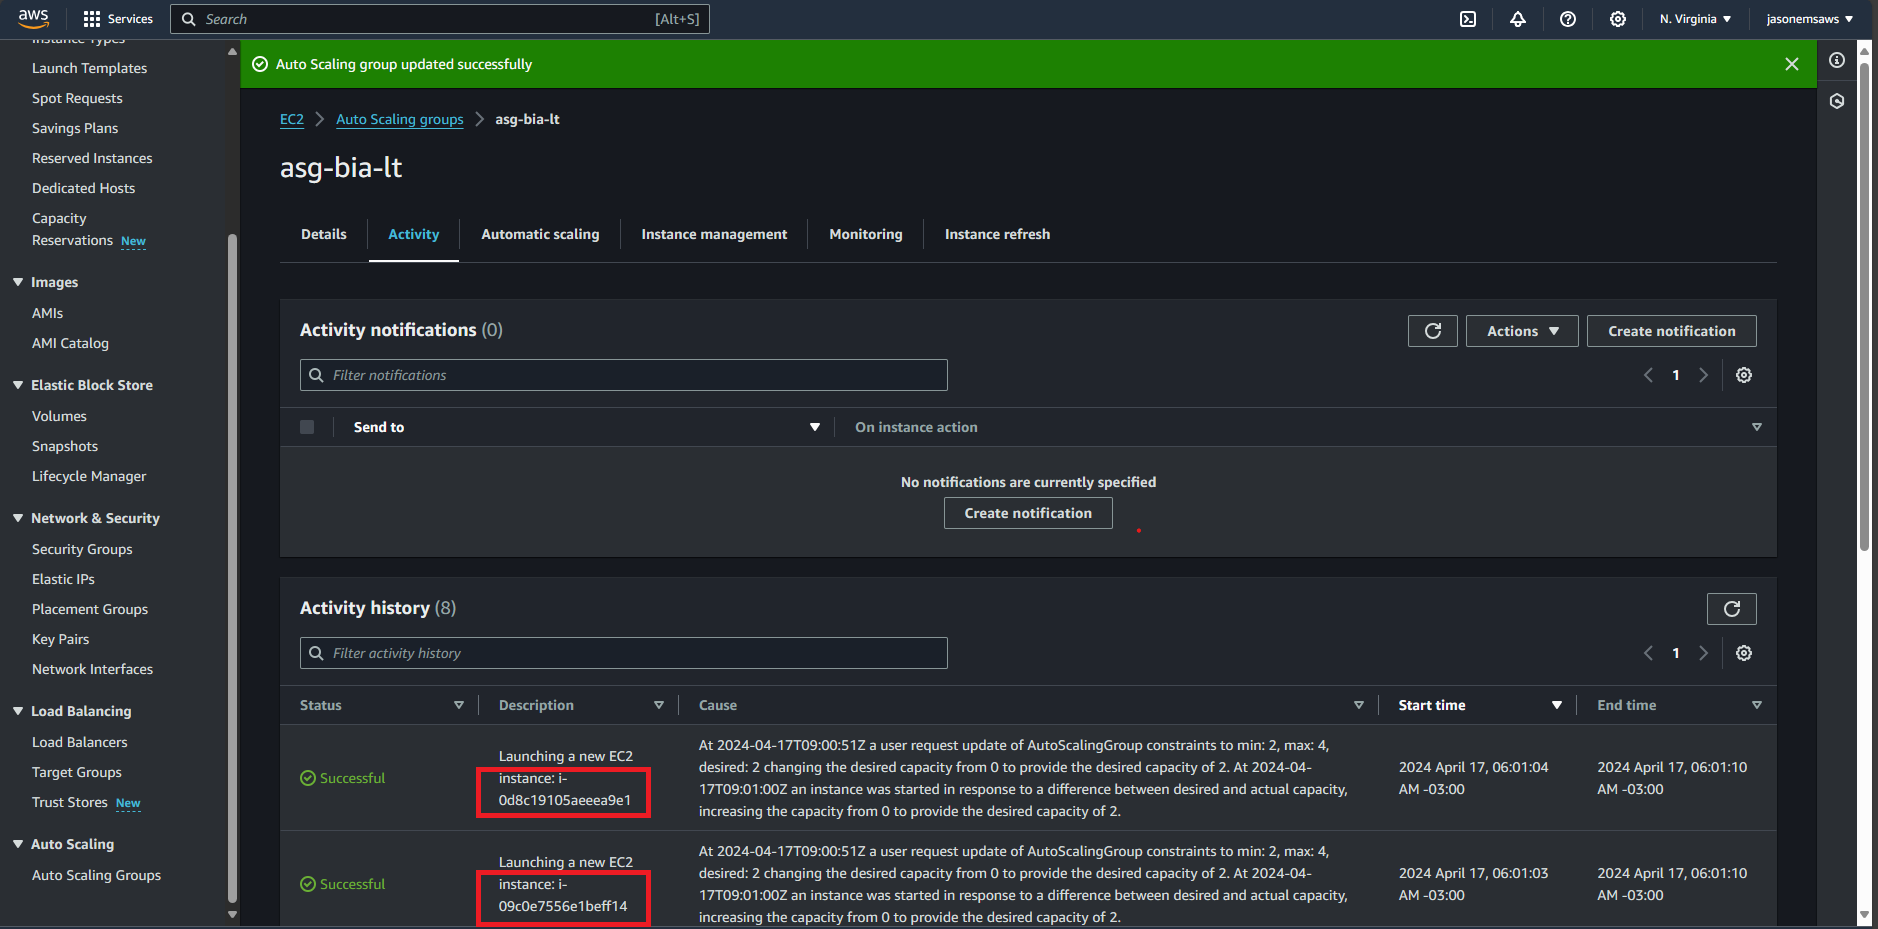 aws
Services
Search
[Alt+S]
N. Virginia
jasonemsaws
Instance Types
Launch Templates
Spot Requests
Savings Plans
Reserved Instances
Dedicated Hosts
Capacity
Reservations New
Images
AMIs
AMI Catalog
Elastic Block Store
Volumes
Snapshots
Lifecycle Manager
Network & Security
Security Groups
Elastic IPs
Placement Groups
Key Pairs
Network Interfaces
Load Balancing
Load Balancers
Target Groups
Trust Stores New
Auto Scaling
Auto Scaling Groups
Auto Scaling group updated successfully
EC2 > Auto Scaling groups > asg-bia-lt
asg-bia-lt
Details
Activity
Automatic scaling
Instance management
Monitoring
Instance refresh
Activity notifications (0)
Actions
Create notification
Filter notifications
1
Send to
On instance action
No notifications are currently specified
Create notification
Activity history (8)
Filter activity history
1
Status
Description
Cause
Start time
End time
Successful
Launching a new EC2
instance: i-
0d8c19105aeeea9e1
At 2024-04-17T09:00:51Z a user request update of AutoScalingGroup constraints to min: 2, max: 4,
desired: 2 changing the desired capacity from 0 to provide the desired capacity of 2. At 2024-04-
17T09:01:00Z an instance was started in response to a difference between desired and actual capacity,
increasing the capacity from 0 to provide the desired capacity of 2.
2024 April 17, 06:01:04
AM -03:00
2024 April 17, 06:01:10
AM -03:00
Successful
Launching a new EC2
instance: i-
09c0e7556e1beff14
At 2024-04-17T09:00:51Z a user request update of AutoScalingGroup constraints to min: 2, max: 4,
desired: 2 changing the desired capacity from 0 to provide the desired capacity of 2. At 2024-04-
17T09:01:00Z an instance was started in response to a difference between desired and actual capacity,
increasing the capacity from 0 to provide the desired capacity of 2.
2024 April 17, 06:01:03
AM -03:00
2024 April 17, 06:01:10
AM -03:00